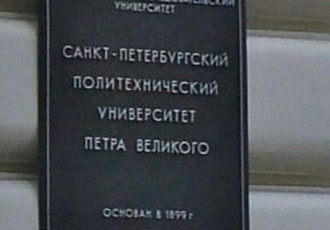 УНИВЕРСИТЕТ
САНКТ-ПЕТЕРБУРГСКИЙ
ПОЛИТЕХНИЧЕСКИЙ
УНИВЕРСИТЕТ
ПЕТРА ВЕЛИКОГО
ОСНОВАН В 1899 г.